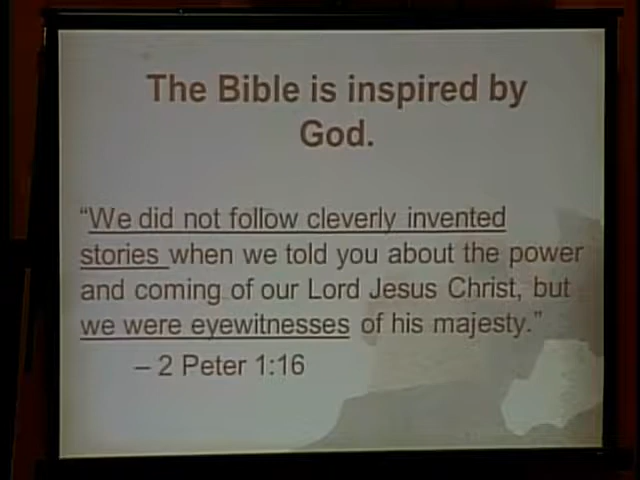 The Bible is inspired by
God.
“We did not follow cleverly invented
stories when we told you about the power
and coming of our Lord Jesus Christ, but
we were eyewitnesses of his majesty.”
– 2 Peter 1:16